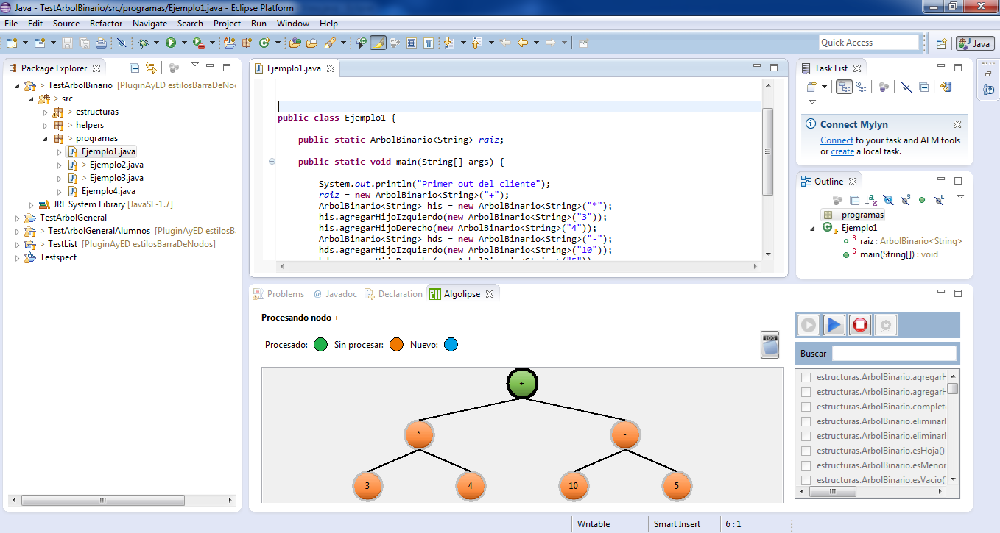 Java - TestArbolBinario/src/programas/Ejemplo1.java - Eclipse Platform
File Edit Source Refactor Navigate Search Project Run Window Help
Quick Access
Java
Package Explorer
> TestArbolBinario [PluginAyED estilosBarraDeNod
> src
> estructuras
> helpers
> programas
Ejemplo1.java
> Ejemplo2.java
> Ejemplo3.java
Ejemplo4.java
JRE System Library [JavaSE-1.7]
TestArbolGeneral
> TestArbolGeneralAlumnos [PluginAyED estilosBa
> TestList [PluginAyED estilosBarraDeNodos]
Testspect
Ejemplo1.java
public class Ejemplo1 {
public static ArbolBinario<String> raiz;
public static void main(String[] args) {
System.out.println("Primer out del cliente");
raiz = new ArbolBinario<String>("+");
ArbolBinario<String> his = new ArbolBinario<String>("*");
his.agregarHijoIzquierdo(new ArbolBinario<String>("3"));
his.agregarHijoDerecho(new ArbolBinario<String>("4"));
ArbolBinario<String> hds = new ArbolBinario<String>("-");
hds.agregarHijoIzquierdo(new ArbolBinario<String>("10"));
hds.agregarHijoDerecho(new ArbolBinario<String>("5"));
Task List
Connect Mylyn
Connect to your task and ALM tools
or create a local task.
Outline
programas
Ejemplo1
raiz : ArbolBinario<String>
main(String[]) : void
Problems @ Javadoc Declaration Algolipse
Procesando nodo +
Procesado: Sin procesar: Nuevo:
LOG
+
* -
3 4 10 5
Buscar
estructuras.ArbolBinario.agregarH
estructuras.ArbolBinario.agregarH
estructuras.ArbolBinario.complet
estructuras.ArbolBinario.eliminarH
estructuras.ArbolBinario.eliminarH
estructuras.ArbolBinario.esHoja()
estructuras.ArbolBinario.esMenor
estructuras.ArbolBinario.esVacio()
Writable Smart Insert 6 : 1